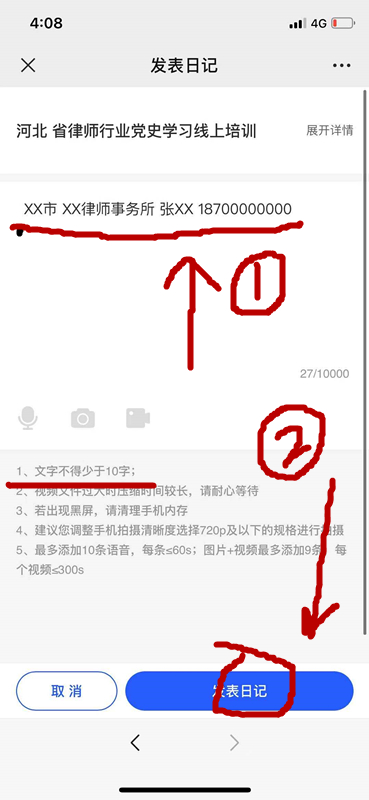 4:08
4G
发表日记
河北 省律师行业党史学习线上培训
展开详情
XX市 XX律师事务所 张XX 18700000000
①
27/10000
②
1、文字不得少于10字；
2、视频文件过大时压缩时间较长，请耐心等待
3、若出现黑屏，请清理手机内存
4、建议您调整手机拍摄清晰度选择720p及以下的规格进行拍摄
5、最多添加10条语音，每条≤60s；图片+视频最多添加9条，每
个视频≤300s
取消
发表日记